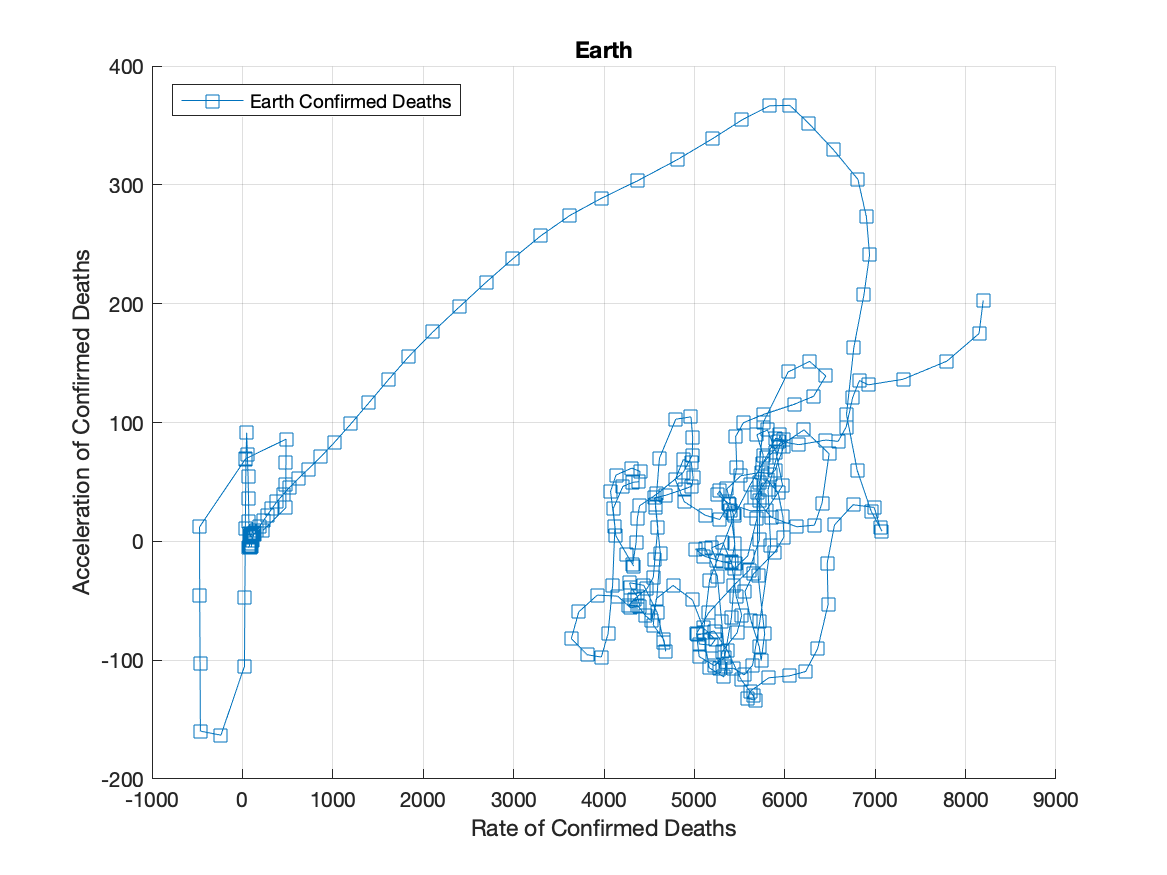 Earth
Earth Confirmed Deaths
400
300
200
100
0
-100
-200
-1000 0 1000 2000 3000 4000 5000 6000 7000 8000 9000
Acceleration of Confirmed Deaths
Rate of Confirmed Deaths